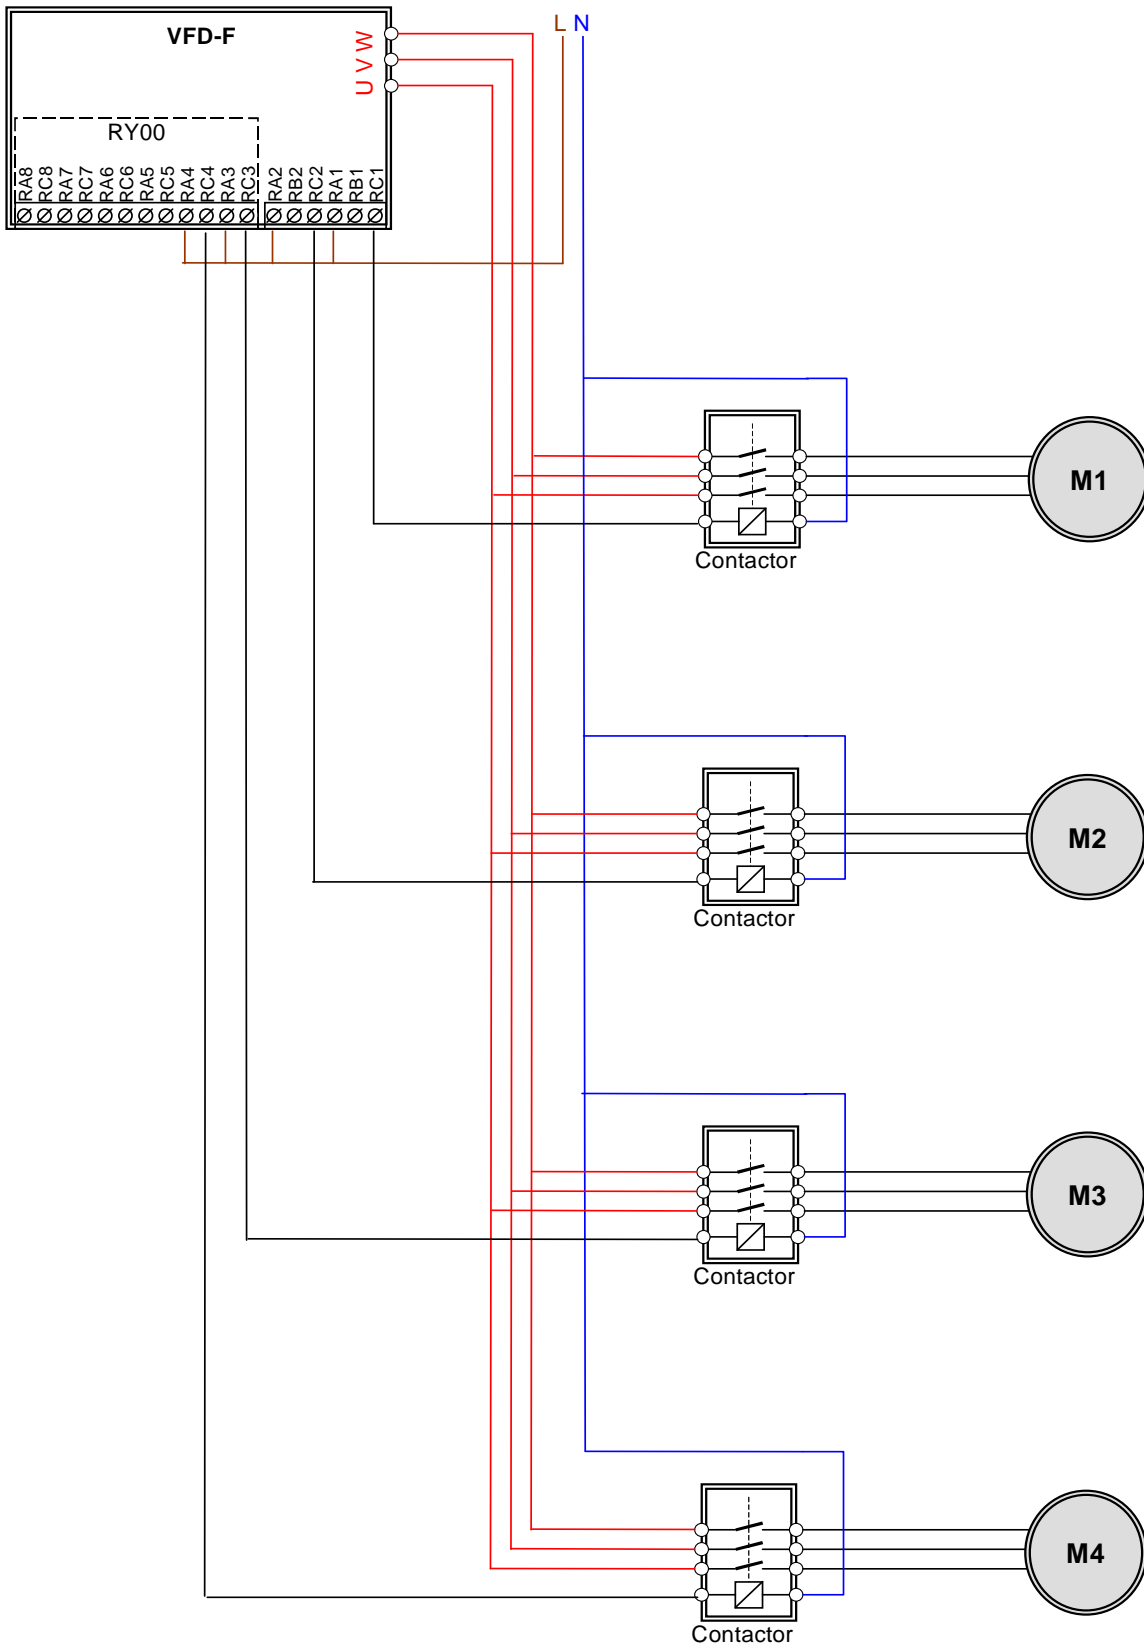 VFD-F
L N
U V W
RY00
RA8
RC8
RA7
RC7
RA6
RC6
RA5
RC5
RA4
RC4
RA3
RC3
RA2
RB2
RC2
RA1
RB1
RC1
M1
Contactor
M2
Contactor
M3
Contactor
M4
Contactor